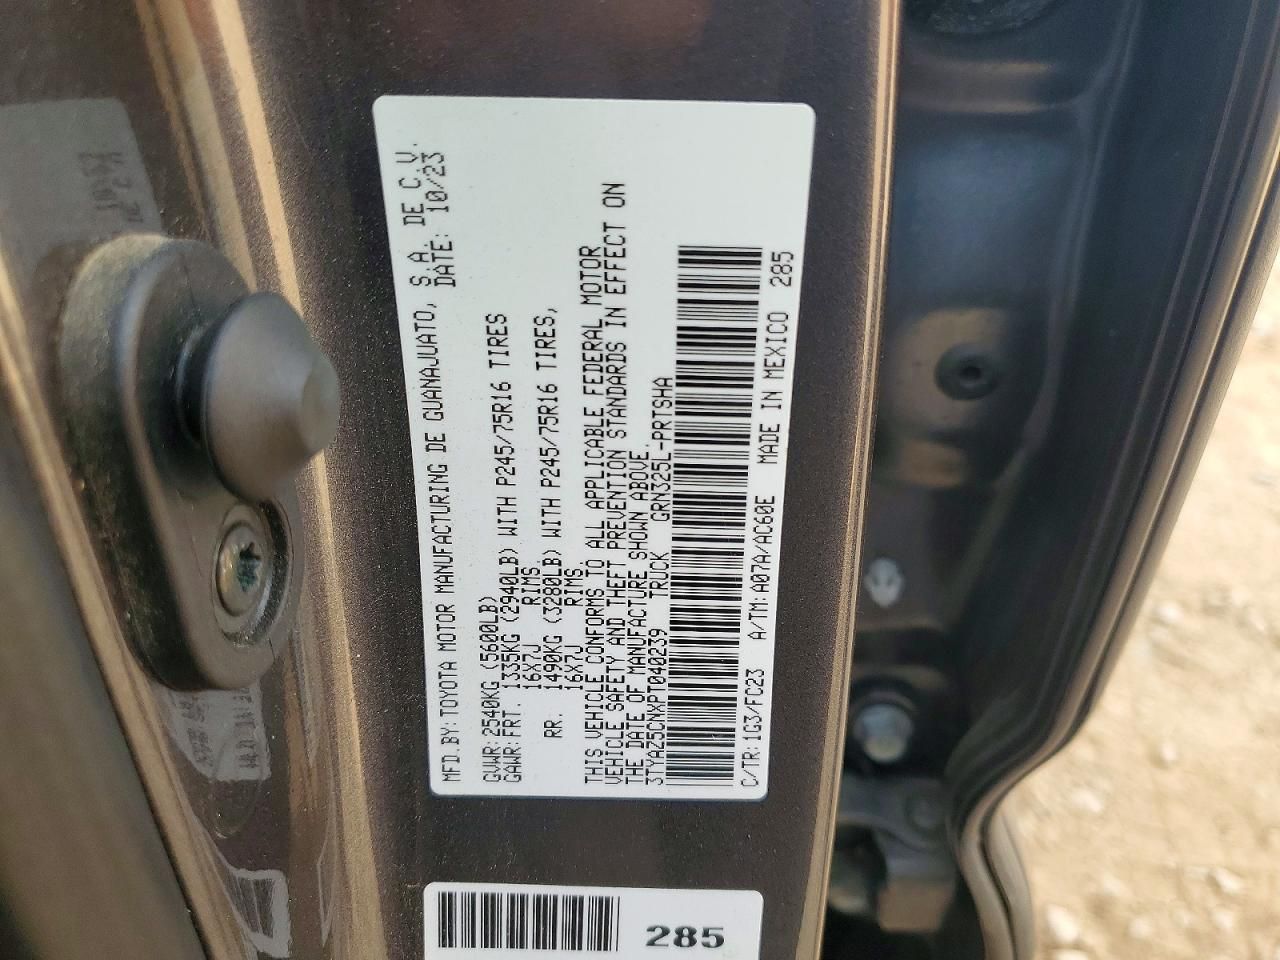 MFD.BY: TOYOTA MOTOR MANUFACTURING DE GUANAJUATO, S.A. DE C.V.
DATE: 10/23
GVWR: 2540KG (5600LB)
GAWR: FRT. 1335KG (2940LB) WITH P245/75R16 TIRES
16X7J RIMS
RR. 1490KG (3280LB) WITH P245/75R16 TIRES,
16X7J RIMS.
THIS VEHICLE CONFORMS TO ALL APPLICABLE FEDERAL MOTOR
VEHICLE SAFETY AND THEFT PREVENTION STANDARDS IN EFFECT ON
THE DATE OF MANUFACTURE SHOWN ABOVE.
3TYAZ5CNXPT040239 TRUCK GRN325L-PRTSHA
C/TR: 1G3/FC23 A/TM: A07A/AC60E MADE IN MEXICO 285
285